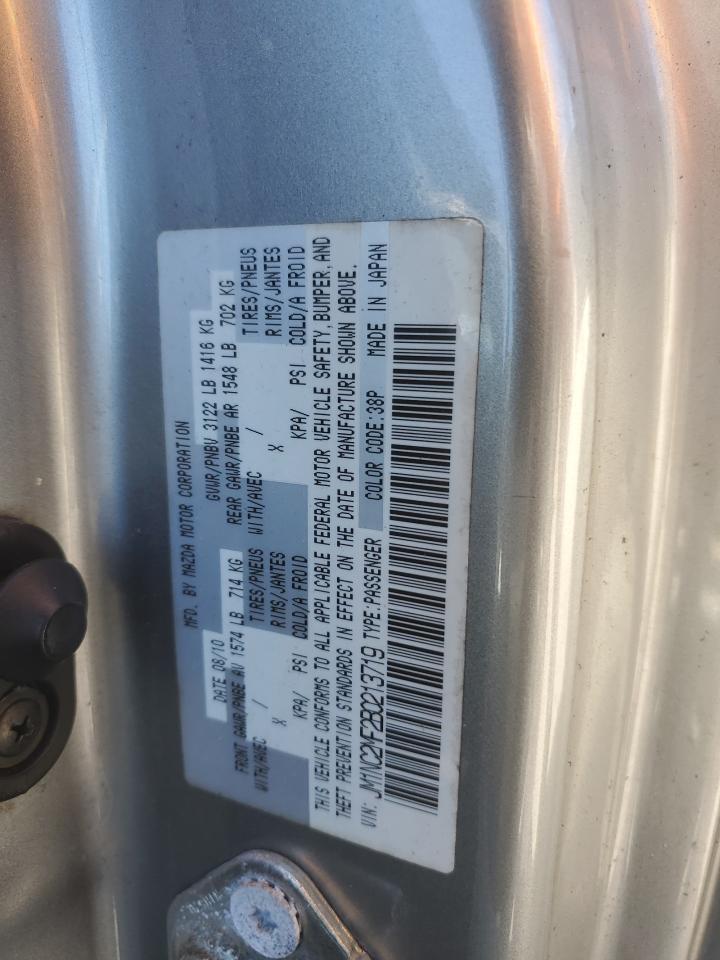 MFD. BY MAZDA MOTOR CORPORATION
DATE 08/10 GVWR/PNBV 3122 LB 1416 KG
FRONT GAWR/PNBE AV 1574 LB 714 KG REAR GAWR/PNBE AR 1548 LB 702 KG
WITH/AVEC / TIRES/PNEUS WITH/AVEC / TIRES/PNEUS
X RIMS/JANTES X RIMS/JANTES
KPA/ PSI COLD/A FROID KPA/ PSI COLD/A FROID
THIS VEHICLE CONFORMS TO ALL APPLICABLE FEDERAL MOTOR VEHICLE SAFETY, BUMPER, AND
THEFT PREVENTION STANDARDS IN EFFECT ON THE DATE OF MANUFACTURE SHOWN ABOVE.
VIN: JM1NC2MF2B0213719 TYPE:PASSENGER COLOR CODE:38P MADE IN JAPAN